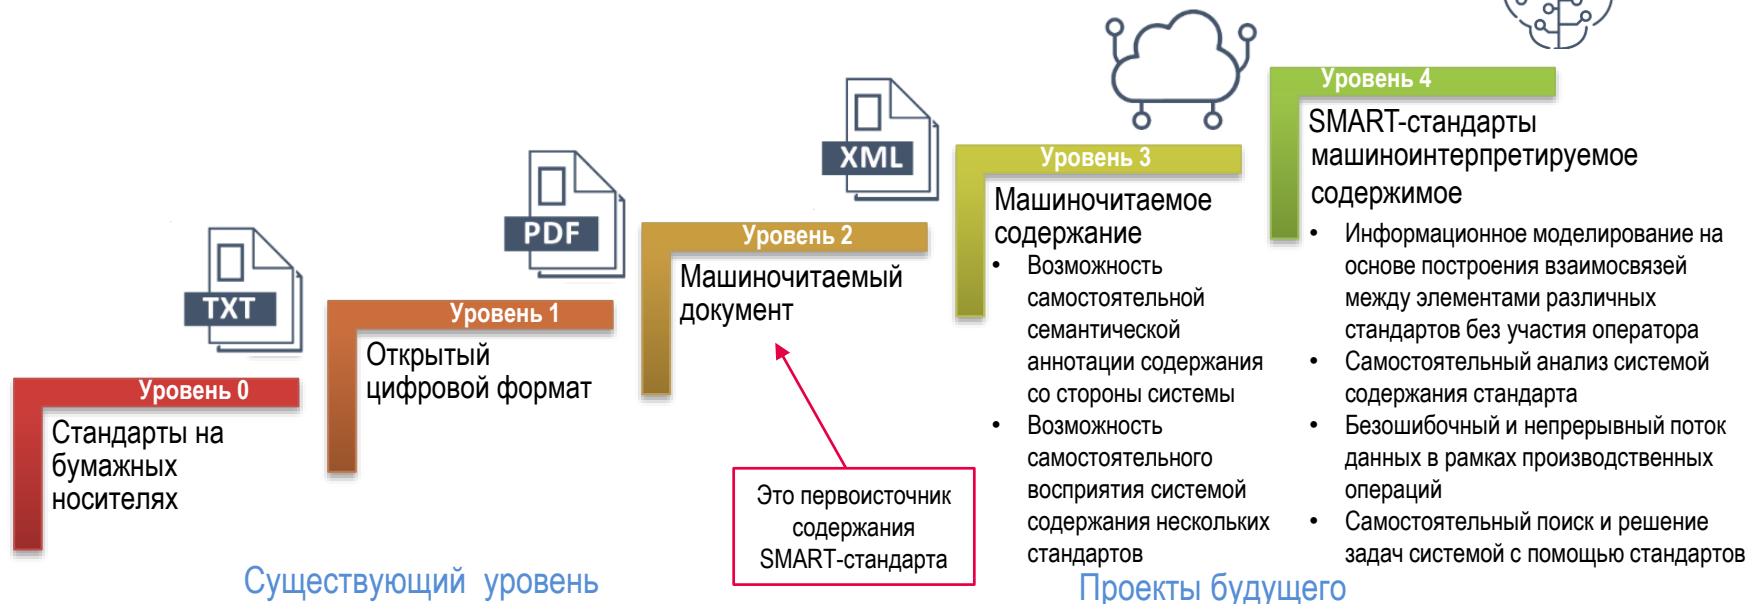 TXT
Уровень 0
Стандарты на
бумажных
носителях
PDF
Уровень 1
Открытый
цифровой формат
XML
Уровень 2
Машиночитаемый
документ
Это первоисточник
содержания
SMART-стандарта
Уровень 3
Машиночитаемое
содержание
• Возможность
самостоятельной
семантической
аннотации содержания
со стороны системы
• Возможность
самостоятельного
восприятия системой
содержания нескольких
стандартов
Уровень 4
SMART-стандарты
машиноинтерпретируемое
содержимое
• Информационное моделирование на
основе построения взаимосвязей
между элементами различных
стандартов без участия оператора
• Самостоятельный анализ системой
содержания стандарта
• Безошибочный и непрерывный поток
данных в рамках производственных
операций
• Самостоятельный поиск и решение
задач системой с помощью стандартов
Существующий уровень
Проекты будущего